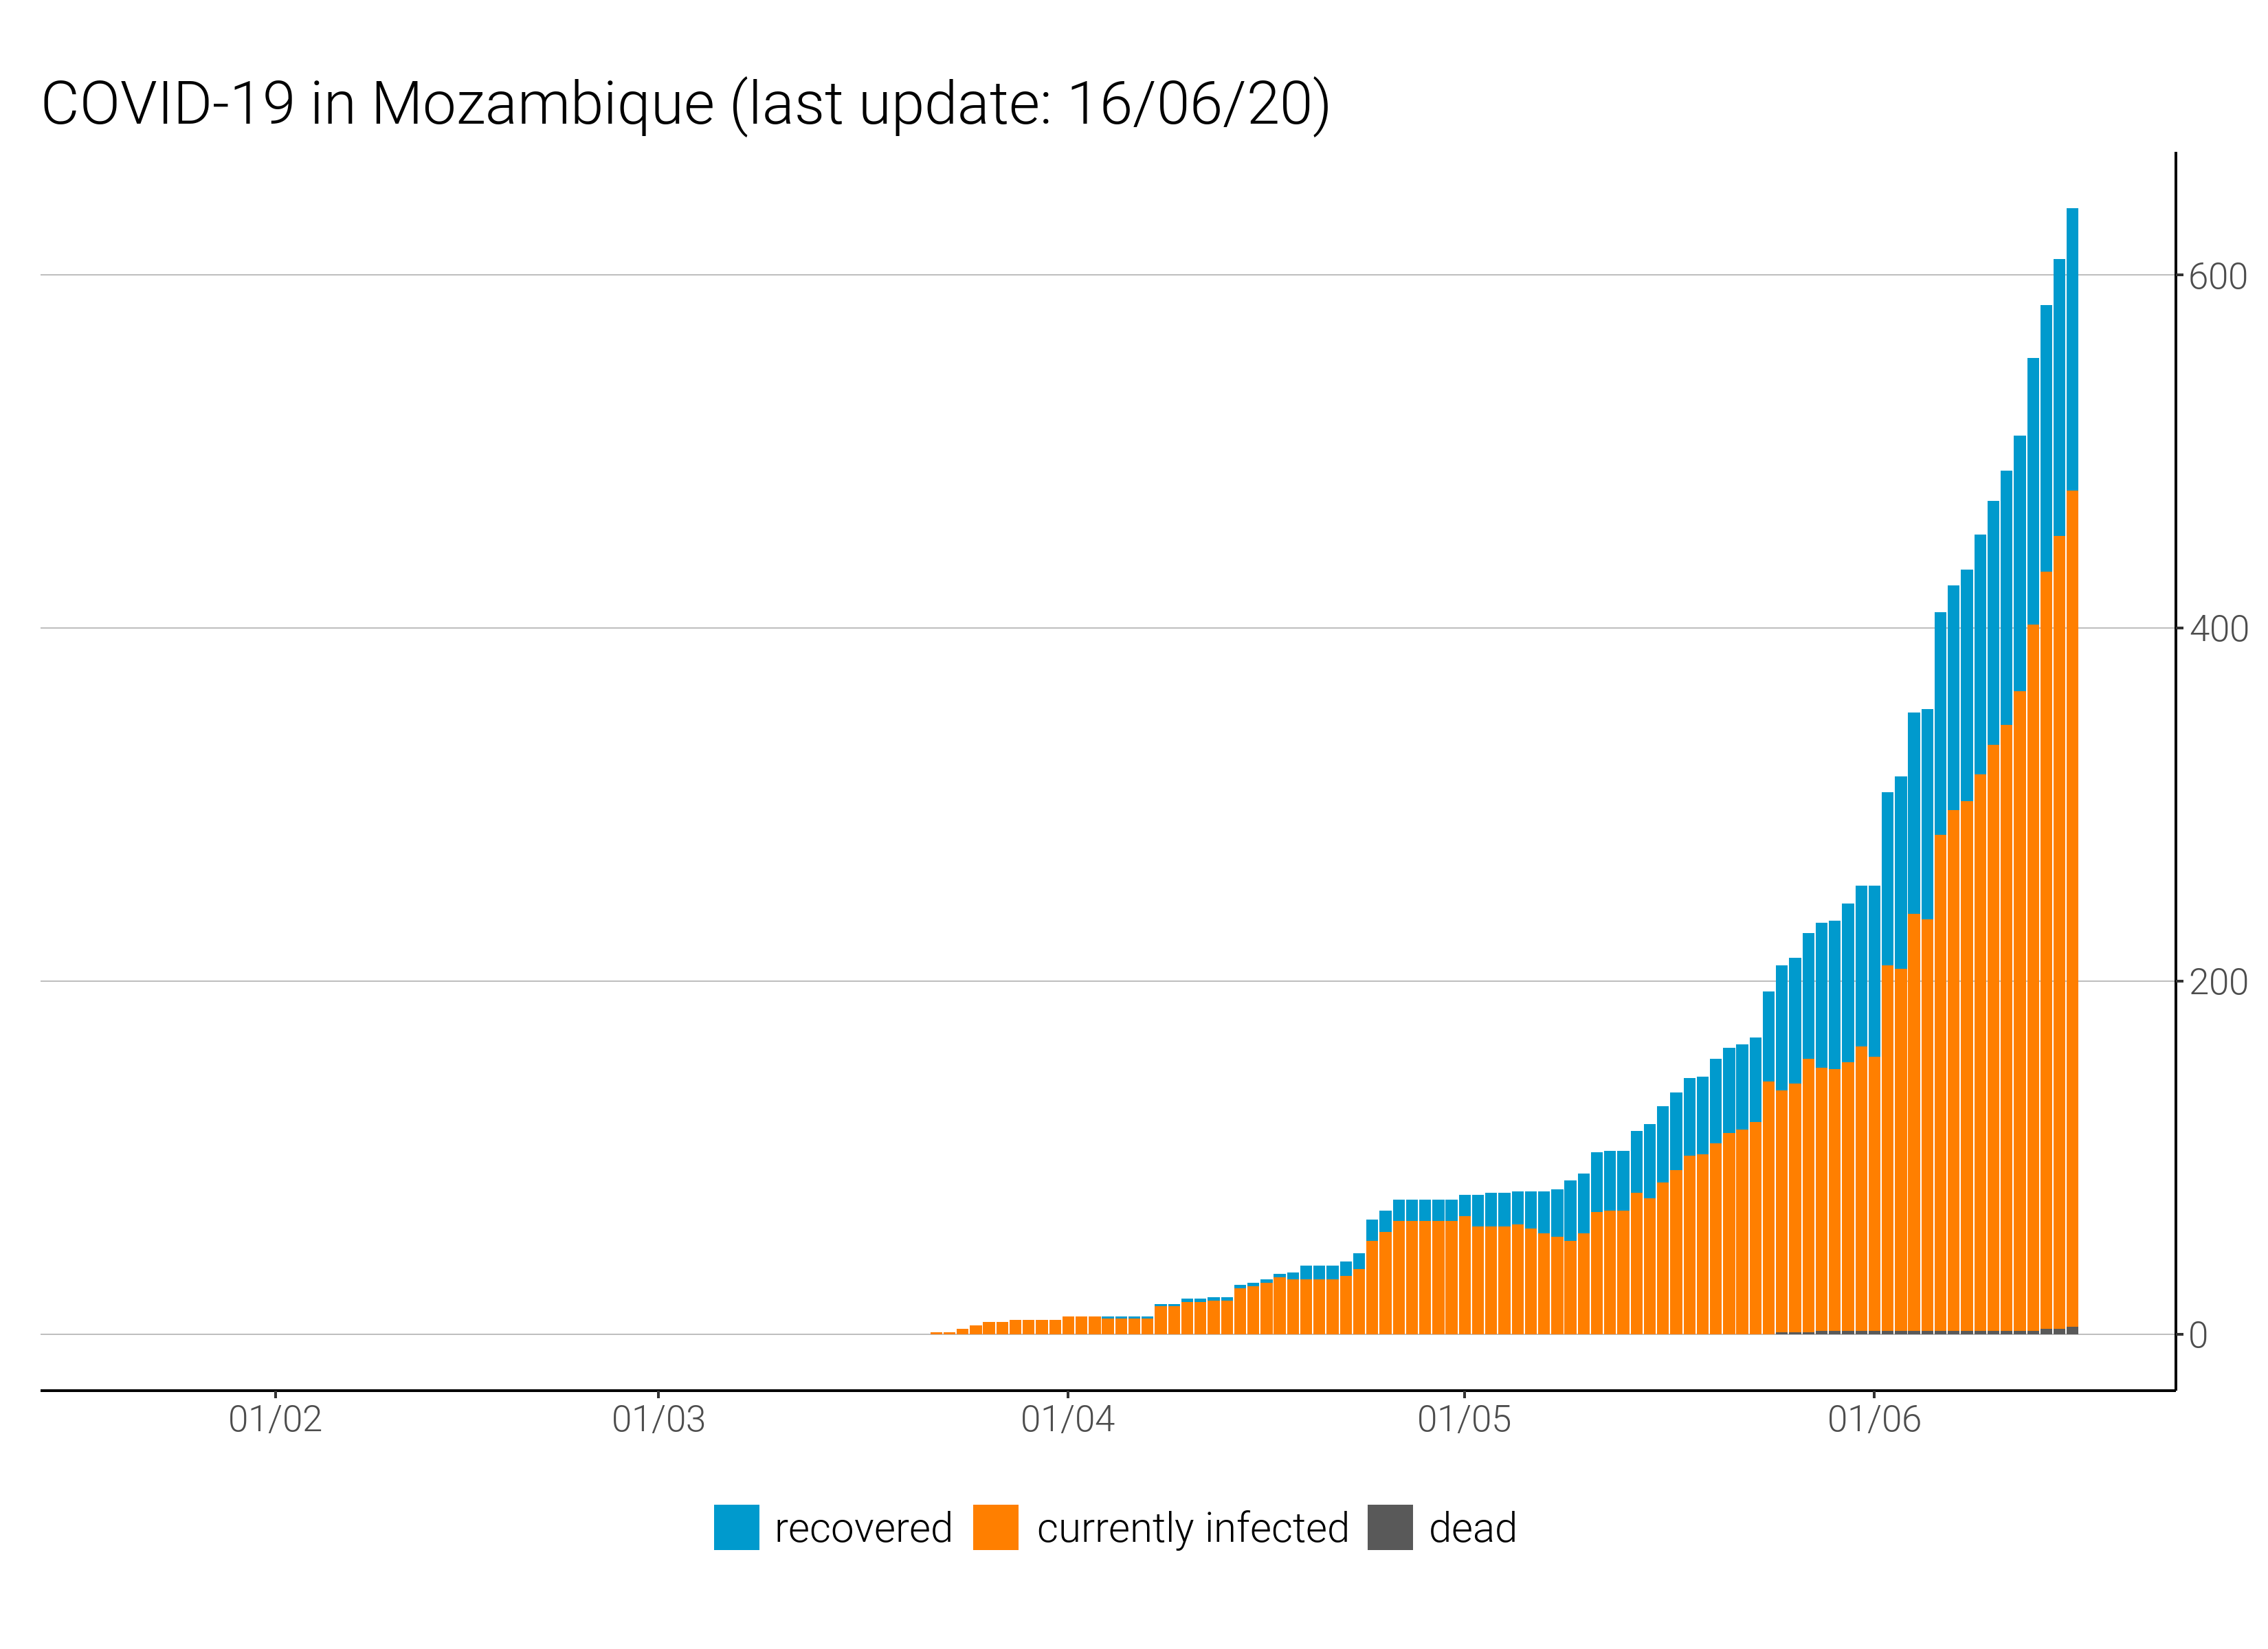 COVID-19 in Mozambique (last update: 16/06/20)
600
400
200
0
01/02 01/03 01/04 01/05 01/06
recovered currently infected dead